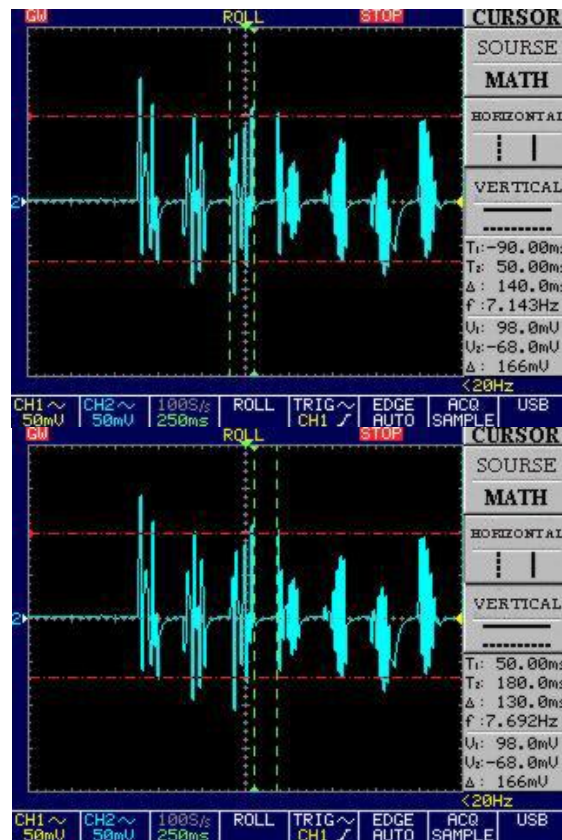 GW ROLL STOP CURSOR
SOURSE
MATH
HORIZONTAL
VERTICAL
2
T₁:-90.00ms
T₂: 50.00ms
Δ: 140.0ms
f:7.143Hz
V₁: 98.0mV
V₂:-68.0mV
Δ: 166mV
<20Hz
CH1~ CH2~ 100S/s ROLL TRIG~ EDGE ACQ USB
50mV 50mV 250ms CH1 AUTO SAMPLE
GW ROLL STOP CURSOR
SOURSE
MATH
HORIZONTAL
VERTICAL
2
T₁: 50.00ms
T₂: 180.0ms
Δ: 130.0ms
f:7.692Hz
V₁: 98.0mV
V₂:-68.0mV
Δ: 166mV
<20Hz
CH1~ CH2~ 100S/s ROLL TRIG~ EDGE ACQ USB
50mV 50mV 250ms CH1 AUTO SAMPLE